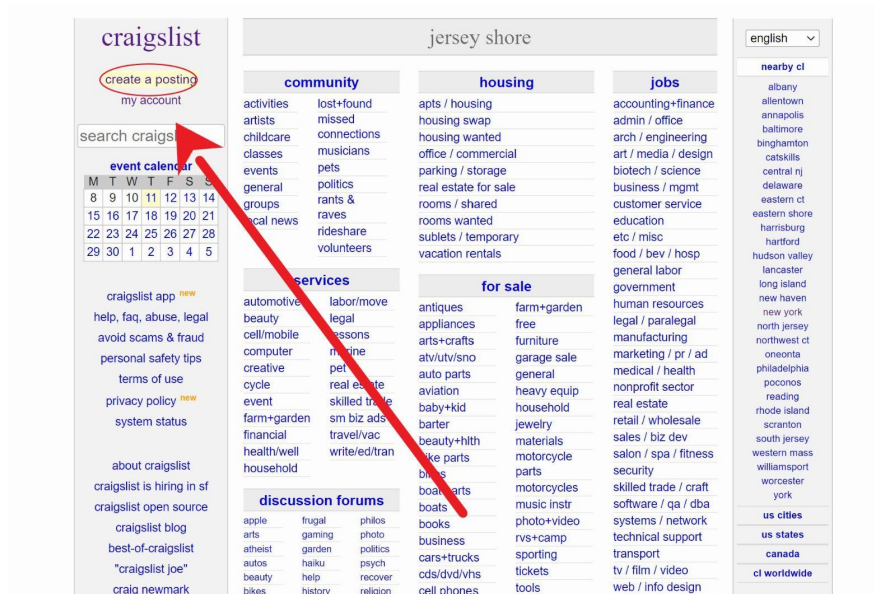 craigslist
create a posting
my account
search craigsl
event calendar
M T W T F S S
8 9 10 11 12 13 14
15 16 17 18 19 20 21
22 23 24 25 26 27 28
29 30 1 2 3 4 5
craigslist app new
help, faq, abuse, legal
avoid scams & fraud
personal safety tips
terms of use
privacy policy new
system status
about craigslist
craigslist is hiring in sf
craigslist open source
craigslist blog
best-of-craigslist
"craigslist joe"
craig newmark
jersey shore
community
activities
artists
childcare
classes
events
general
groups
local news
lost+found
missed
connections
musicians
pets
politics
rants &
raves
rideshare
volunteers
services
automotive
beauty
cell/mobile
computer
creative
cycle
event
farm+garden
financial
health/well
household
labor/move
legal
lessons
marine
pet
real estate
skilled trade
sm biz ads
travel/vac
write/ed/tran
discussion forums
apple
arts
atheist
autos
beauty
bikes
frugal
gaming
garden
haiku
help
history
philos
photo
politics
psych
recover
religion
housing
apts / housing
housing swap
housing wanted
office / commercial
parking / storage
real estate for sale
rooms / shared
rooms wanted
sublets / temporary
vacation rentals
for sale
antiques
appliances
arts+crafts
atv/utv/sno
auto parts
aviation
baby+kid
barter
beauty+hlth
bike parts
bikes
boat parts
boats
books
business
cars+trucks
cds/dvd/vhs
cell phones
farm+garden
free
furniture
garage sale
general
heavy equip
household
jewelry
materials
motorcycle
parts
motorcycles
music instr
photo+video
rvs+camp
sporting
tickets
tools
jobs
accounting+finance
admin / office
arch / engineering
art / media / design
biotech / science
business / mgmt
customer service
education
etc / misc
food / bev / hosp
general labor
government
human resources
legal / paralegal
manufacturing
marketing / pr / ad
medical / health
nonprofit sector
real estate
retail / wholesale
sales / biz dev
salon / spa / fitness
security
skilled trade / craft
software / qa / dba
systems / network
technical support
transport
tv / film / video
web / info design
english
nearby cl
albany
allentown
annapolis
baltimore
binghamton
catskills
central nj
delaware
eastern ct
eastern shore
harrisburg
hartford
hudson valley
lancaster
long island
new haven
new york
north jersey
northwest ct
oneonta
philadelphia
poconos
reading
rhode island
scranton
south jersey
western mass
williamsport
worcester
york
us cities
us states
canada
cl worldwide